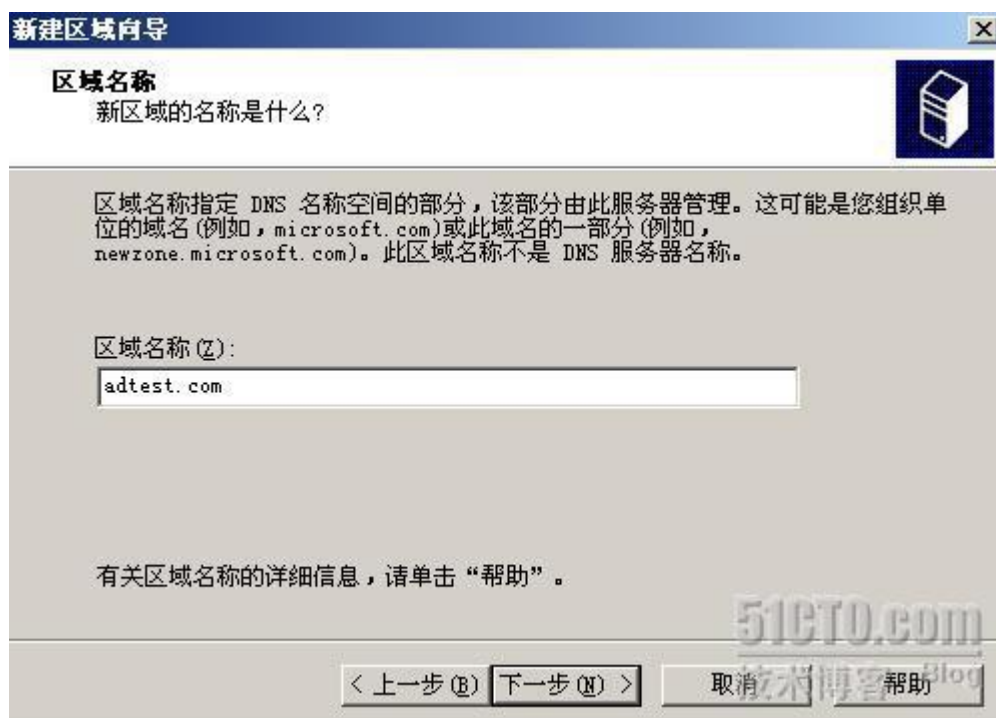 新建区域向导
区域名称
新区域的名称是什么?
区域名称指定 DNS 名称空间的部分，该部分由此服务器管理。这可能是您组织单
位的域名(例如，microsoft.com)或此域名的一部分(例如，
newzone.microsoft.com)。此区域名称不是 DNS 服务器名称。
区域名称(Z):
adtest.com
有关区域名称的详细信息，请单击“帮助”。
51CTO.com
< 上一步(B) 下一步(N) > 取消 帮助
技术博客 Blog